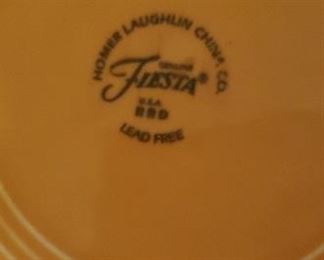 HOMER LAUGHLIN CHINA CO.
GENUINE
FIESTA®
U.S.A.
LEAD FREE